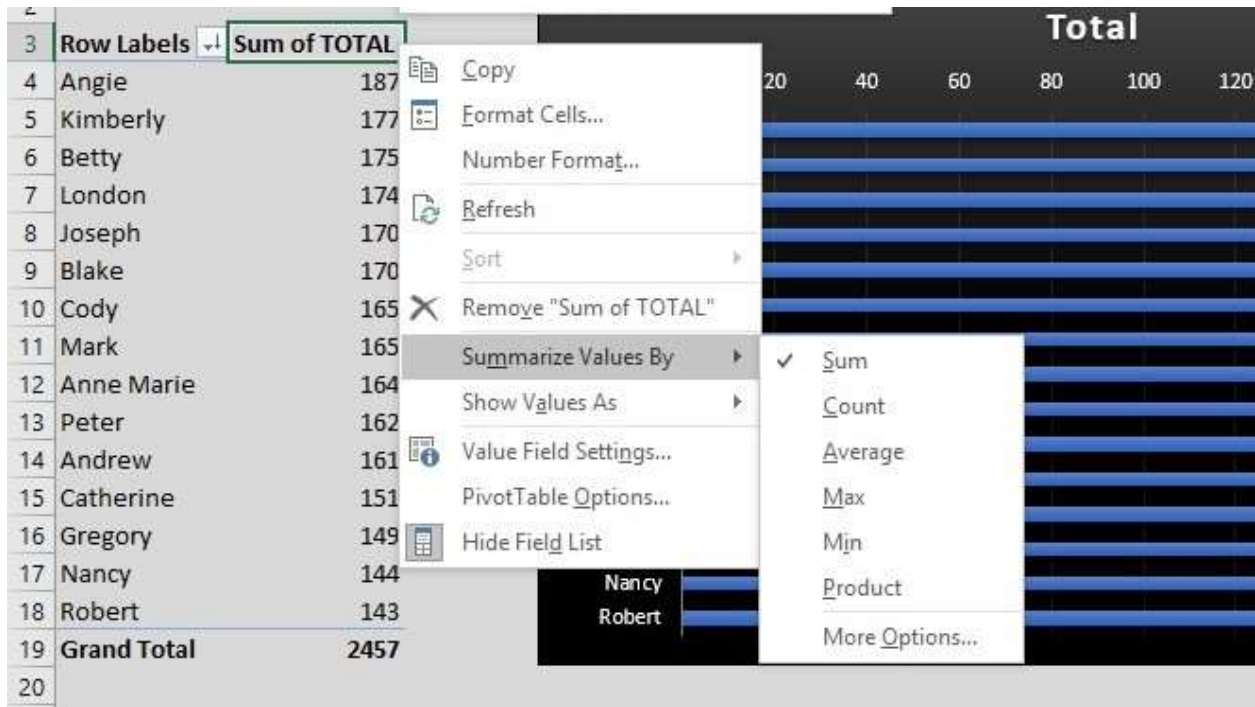 3 Row Labels Sum of TOTAL
4 Angie 187
5 Kimberly 177
6 Betty 175
7 London 174
8 Joseph 170
9 Blake 170
10 Cody 165
11 Mark 165
12 Anne Marie 164
13 Peter 162
14 Andrew 161
15 Catherine 151
16 Gregory 149
17 Nancy 144
18 Robert 143
19 Grand Total 2457
20
Copy
Format Cells...
Number Format...
Refresh
Sort
Remove "Sum of TOTAL"
Summarize Values By
Show Values As
Value Field Settings...
PivotTable Options...
Hide Field List
Sum
Count
Average
Max
Min
Product
More Options...
Total
20 40 60 80 100 120
Nancy
Robert